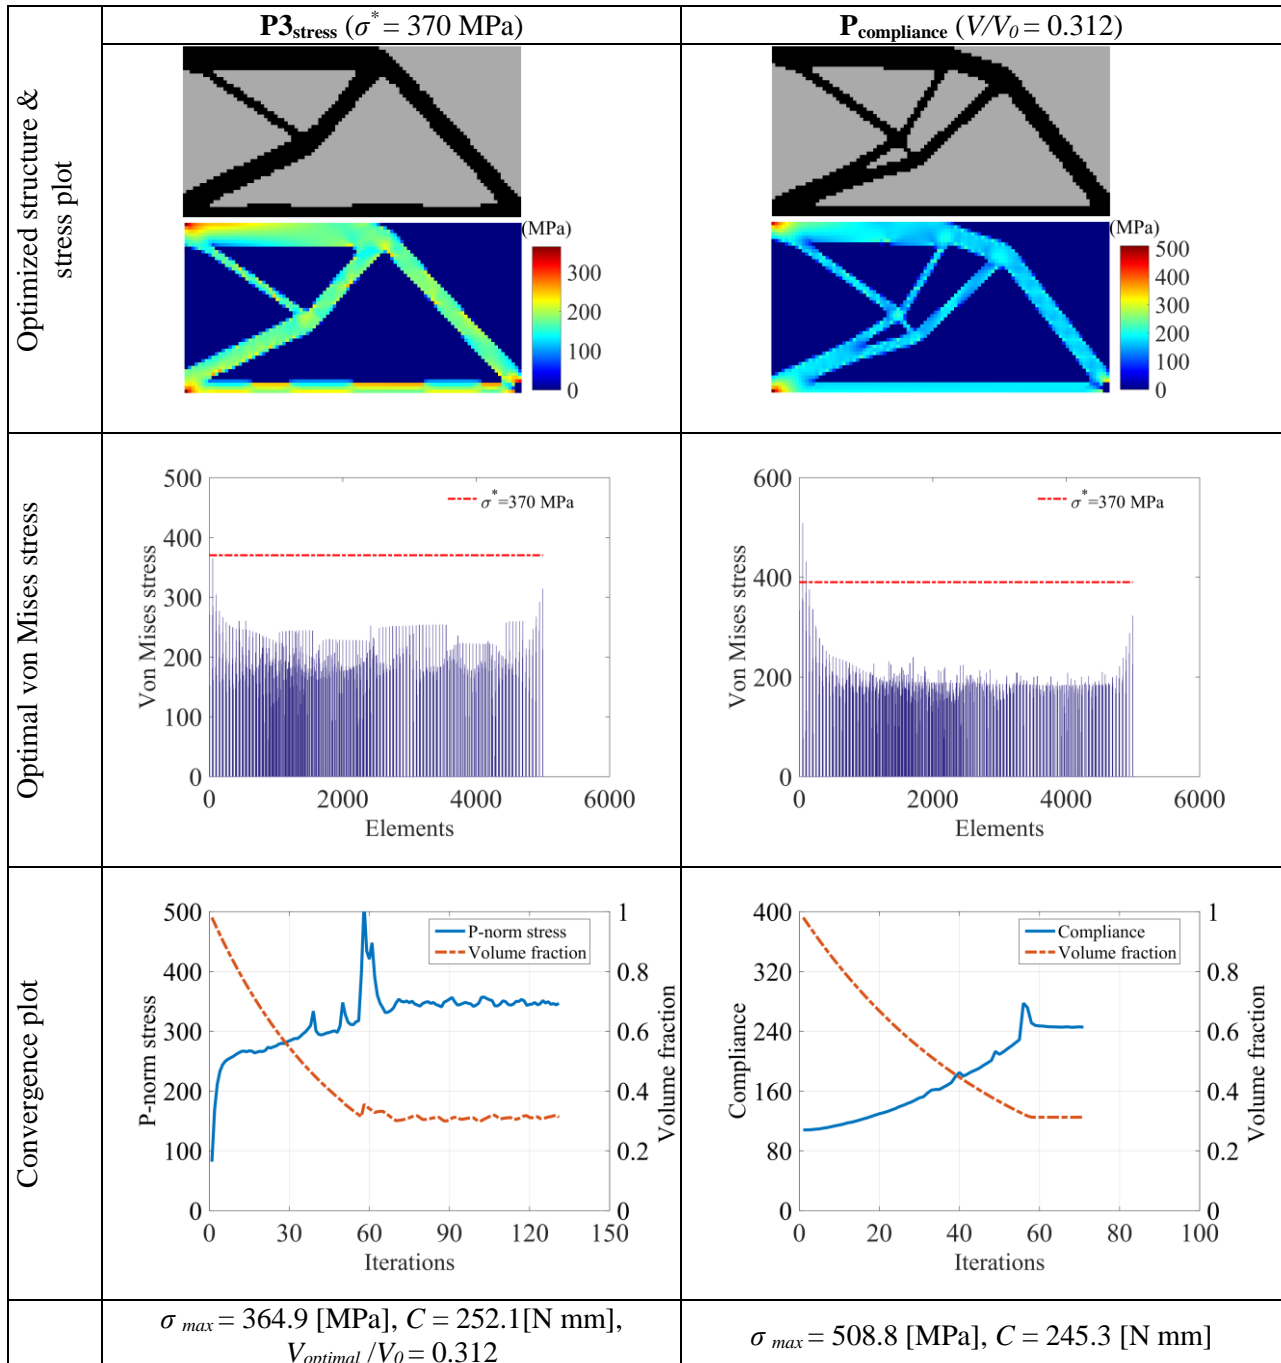 P3stress (σ* = 370 MPa)
Pcompliance (V/V0 = 0.312)
Optimized structure &
stress plot
(MPa)
300
200
100
0
(MPa)
500
400
300
200
100
0
Optimal von Mises stress
500
400
300
200
100
0
Von Mises stress
σ*=370 MPa
0 2000 4000 6000
Elements
600
400
200
0
Von Mises stress
σ*=370 MPa
0 2000 4000 6000
Elements
Convergence plot
500
400
300
200
100
0
P-norm stress
P-norm stress
Volume fraction
1
0.8
0.6
0.4
0.2
0
Volume fraction
0 30 60 90 120 150
Iterations
400
320
240
160
80
0
Compliance
Compliance
Volume fraction
1
0.8
0.6
0.4
0.2
0
Volume fraction
0 20 40 60 80 100
Iterations
σ max = 364.9 [MPa], C = 252.1[N mm],
Voptimal /V0 = 0.312
σ max = 508.8 [MPa], C = 245.3 [N mm]